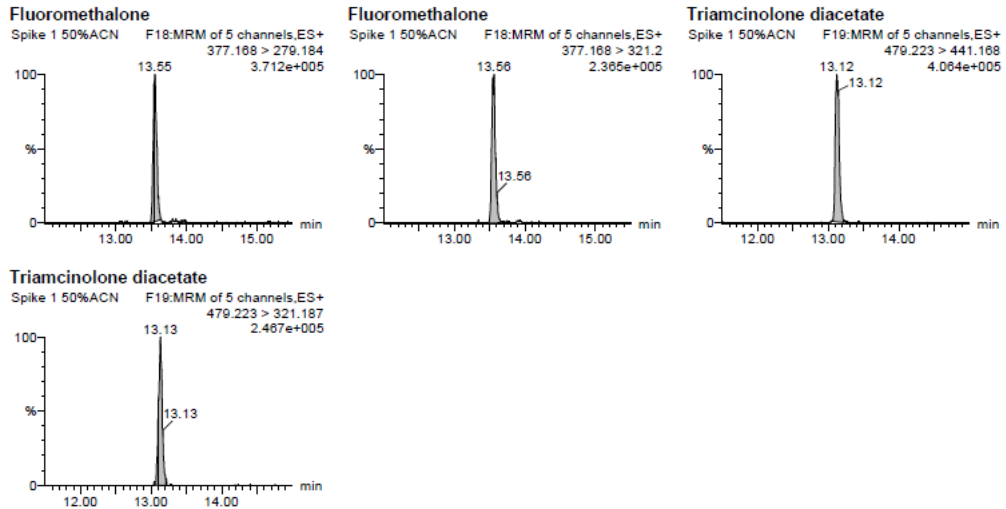 Fluoromethalone
Spike 1 50%ACN F18:MRM of 5 channels,ES+
377.168 > 279.184
3.712e+005
13.55
100
%
0
13.00 14.00 15.00 min
Fluoromethalone
Spike 1 50%ACN F18:MRM of 5 channels,ES+
377.168 > 321.2
2.365e+005
13.56
100
%
13.56
0
13.00 14.00 15.00 min
Triamcinolone diacetate
Spike 1 50%ACN F19:MRM of 5 channels,ES+
479.223 > 441.168
4.064e+005
13.12
100
13.12
%
0
12.00 13.00 14.00 min
Triamcinolone diacetate
Spike 1 50%ACN F19:MRM of 5 channels,ES+
479.223 > 321.187
2.467e+005
13.13
100
%
13.13
0
12.00 13.00 14.00 min